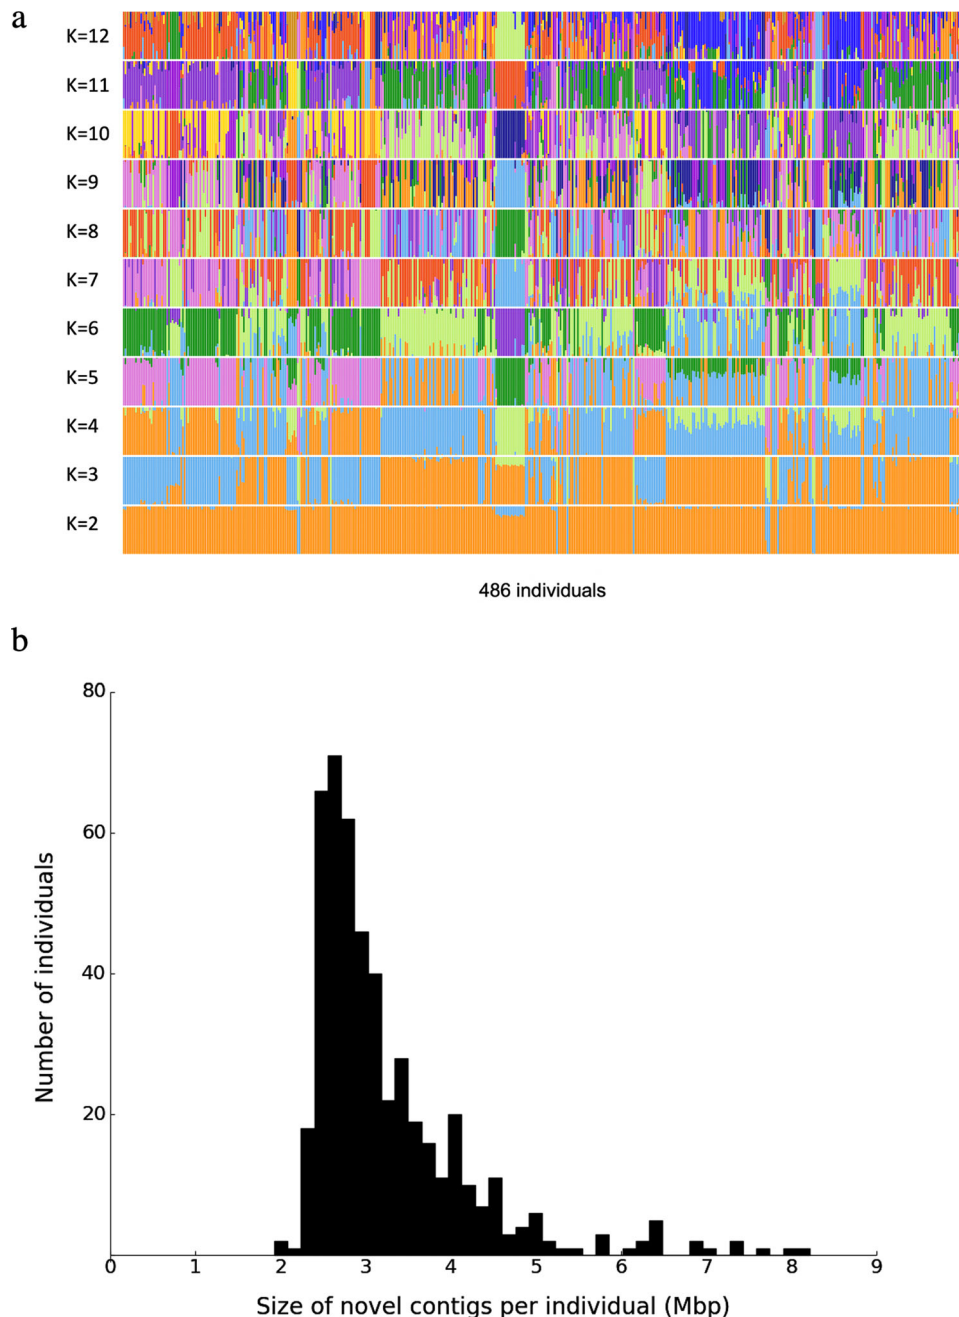 a
K=12
K=11
K=10
K=9
K=8
K=7
K=6
K=5
K=4
K=3
K=2
486 individuals
b
80
60
40
20
Number of individuals
0 1 2 3 4 5 6 7 8 9
Size of novel contigs per individual (Mbp)